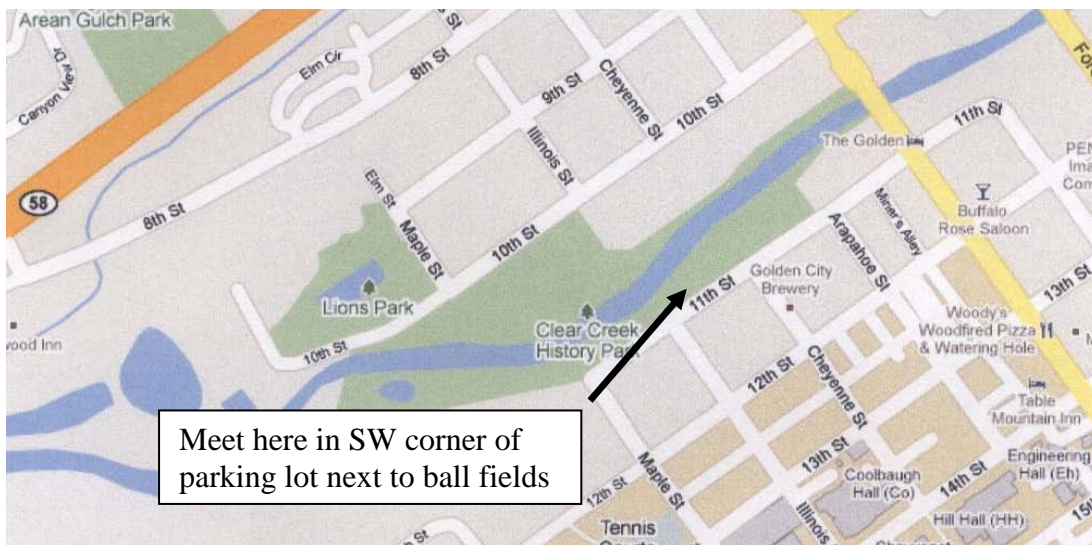 Arean Gulch Park
Canyon View Dr
Elm Cir
8th St
9th St
Cheyenne St
10th St
Illinois St
11th St
The Golden
Buffalo
Rose Saloon
58
8th St
Elm St
Maple St
10th St
Miner's Alley
Arapahoe St
Lions Park
Golden City
Brewery
11th St
13th St
Clear Creek
History Park
Woody's
Woodfired Pizza
& Watering Hole
10th St
12th St
Cheyenne St
Table
Mountain Inn
Meet here in SW corner of
parking lot next to ball fields
Maple St
13th St
Coolbaugh
Hall (Co)
14th St
Engineering
Hall (Eh)
12th St
Illinois
Hill Hall (HH)
Tennis